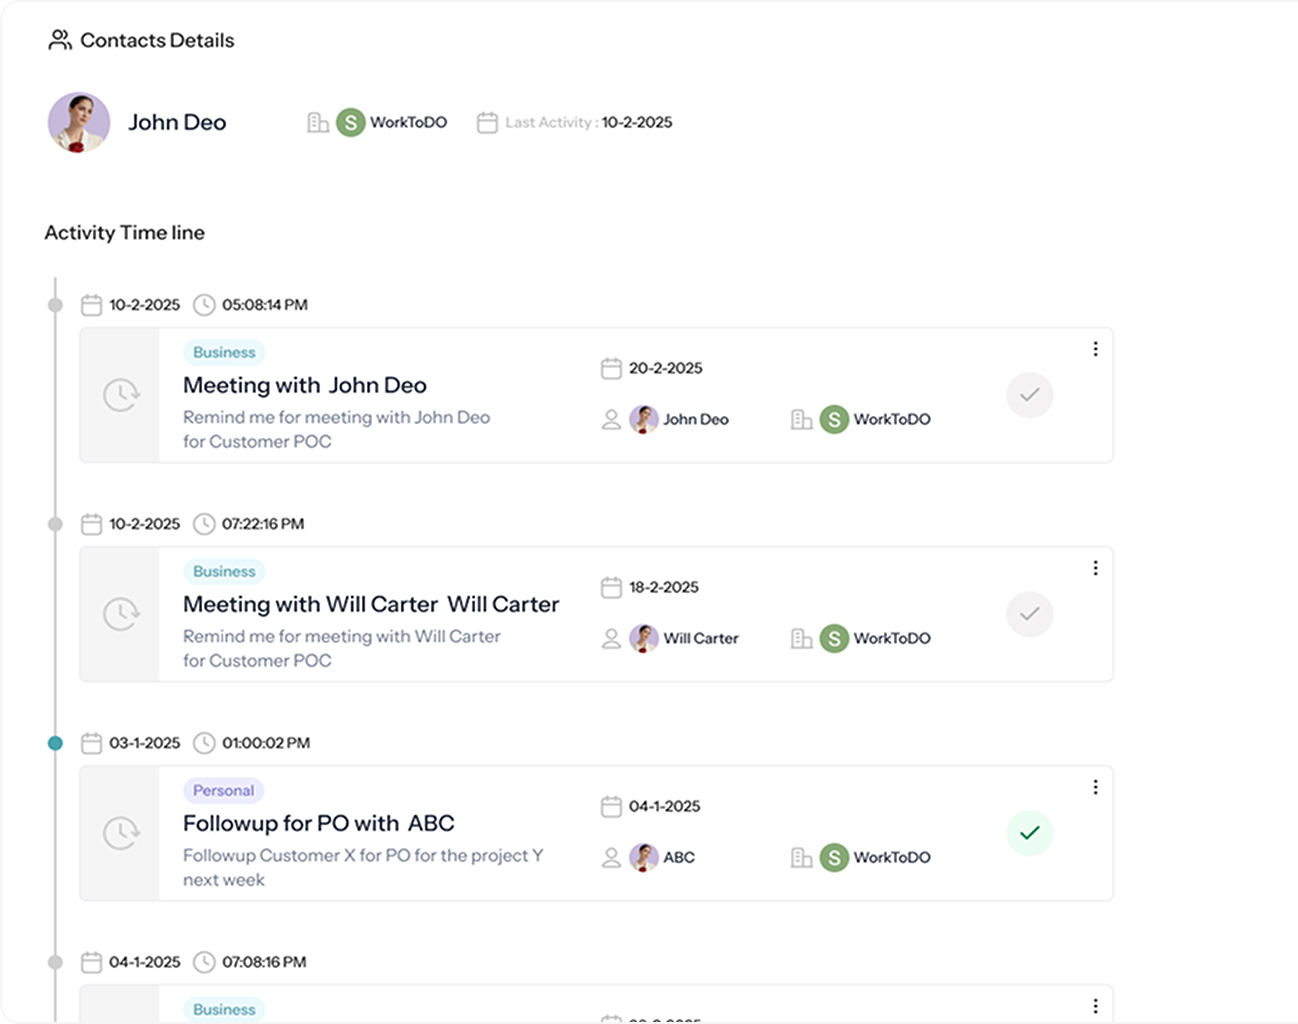 Contacts Details
John Deo
S WorkToDO
Last Activity : 10-2-2025
Activity Time line
10-2-2025 05:08:14 PM
Business
Meeting with John Deo
Remind me for meeting with John Deo
for Customer POC
20-2-2025
John Deo
S WorkToDO
10-2-2025 07:22:16 PM
Business
Meeting with Will Carter Will Carter
Remind me for meeting with Will Carter
for Customer POC
18-2-2025
Will Carter
S WorkToDO
03-1-2025 01:00:02 PM
Personal
Followup for PO with ABC
Followup Customer X for PO for the project Y
next week
04-1-2025
ABC
S WorkToDO
04-1-2025 07:08:16 PM
Business